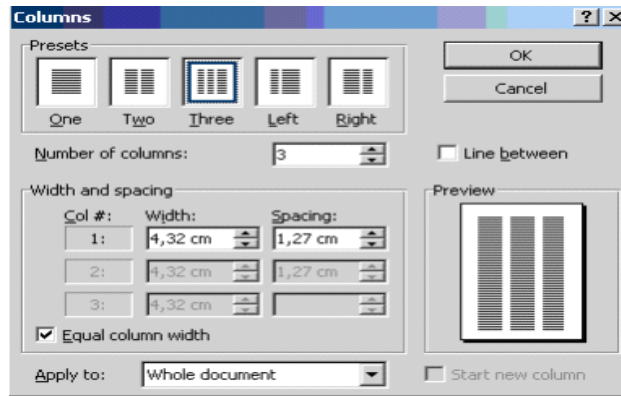 Columns
Presets
One Two Three Left Right
OK
Cancel
Number of columns: 3
Line between
Width and spacing
Col #: Width: Spacing:
1: 4,32 cm 1,27 cm
2: 4,32 cm 1,27 cm
3: 4,32 cm
Equal column width
Preview
Apply to: Whole document
Start new column